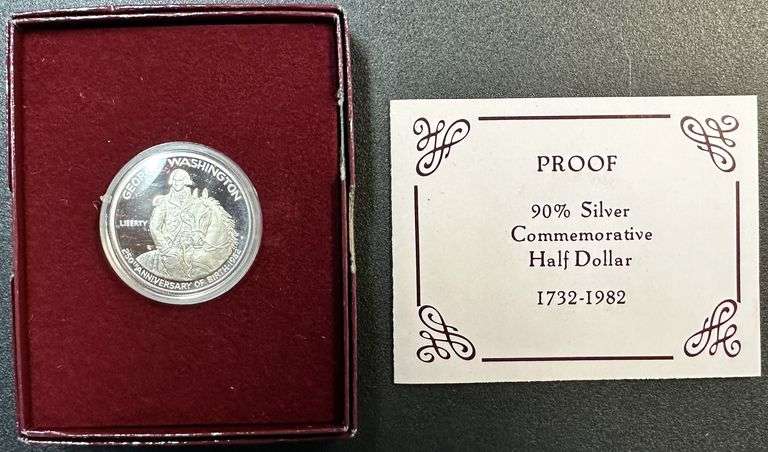 GEORGE WASHINGTON
LIBERTY
250TH ANNIVERSARY OF BIRTH
PROOF
90% Silver
Commemorative
Half Dollar
1732-1982